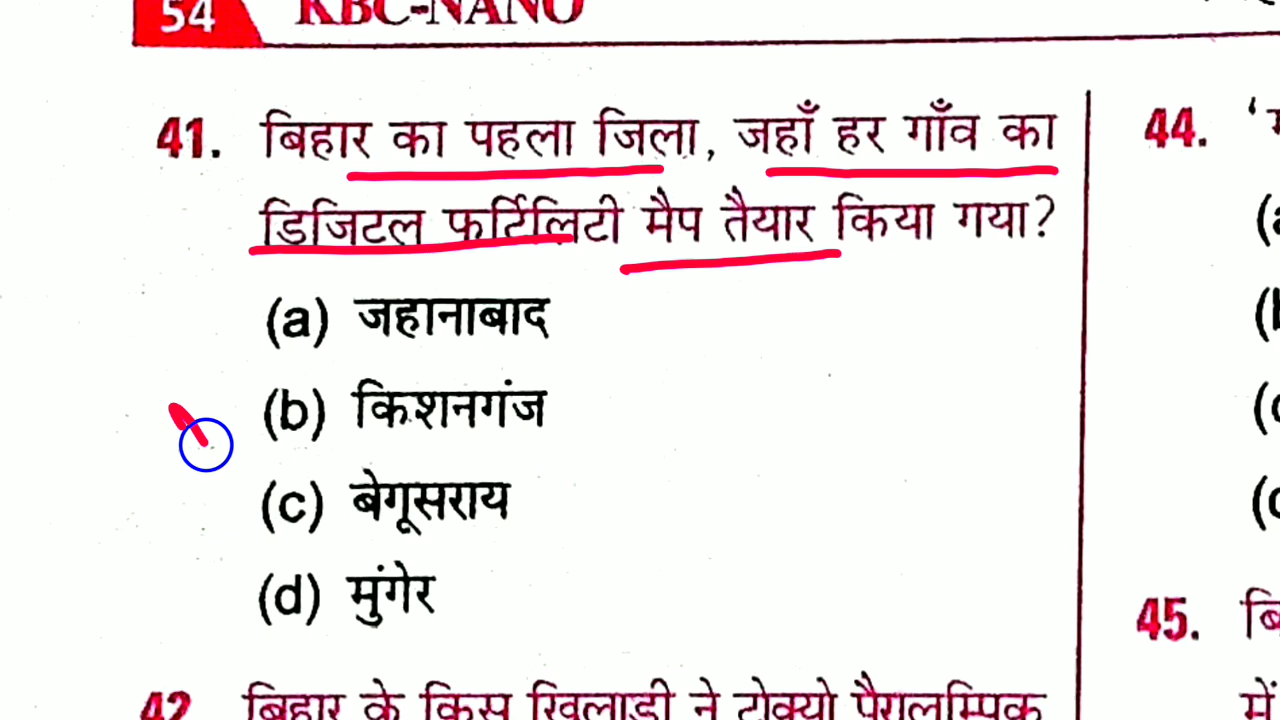 54 KBC-NANO
41. बिहार का पहला जिला, जहाँ हर गाँव का
डिजिटल फर्टिलिटी मैप तैयार किया गया?
(a) जहानाबाद
(b) किशनगंज
(c) बेगूसराय
(d) मुंगेर
42 बिहार के किस खिलाड़ी ने टोक्यो पैरालम्पिक
44.
45.
में